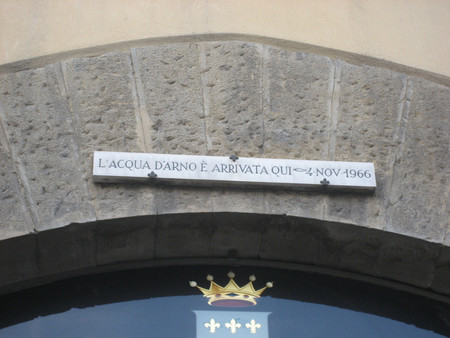 L'ACQUA D'ARNO È ARRIVATA QUI 4 NOV·1966